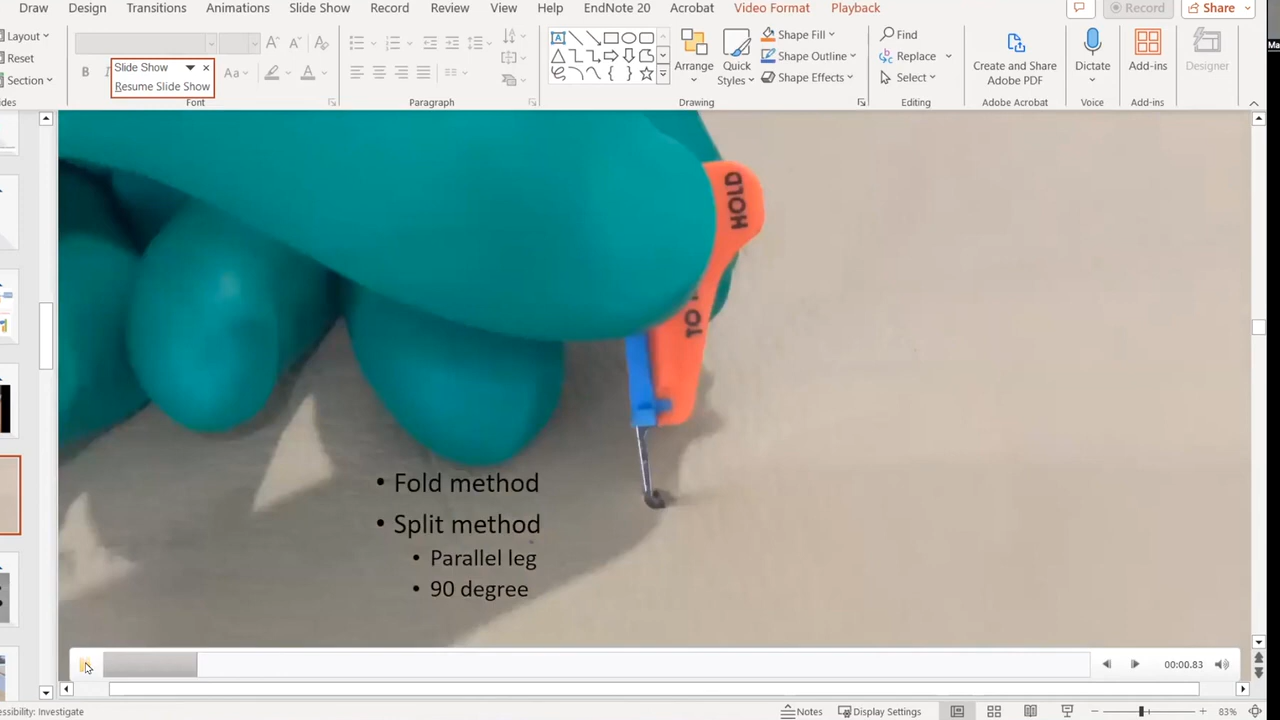 Draw Design Transitions Animations Slide Show Record Review View Help EndNote 20 Acrobat Video Format Playback Record Share
Layout
Reset
Section
Slide Show
Resume Slide Show
Aa
A
Arrange
Quick
Styles
Shape Fill
Shape Outline
Shape Effects
Find
Replace
Select
Create and Share
Adobe PDF
Dictate
Add-ins
Designer
Font Paragraph Drawing Editing Adobe Acrobat Voice Add-ins
HOLD
TO
• Fold method
• Split method
• Parallel leg
• 90 degree
00:00.83
Notes Display Settings 83%